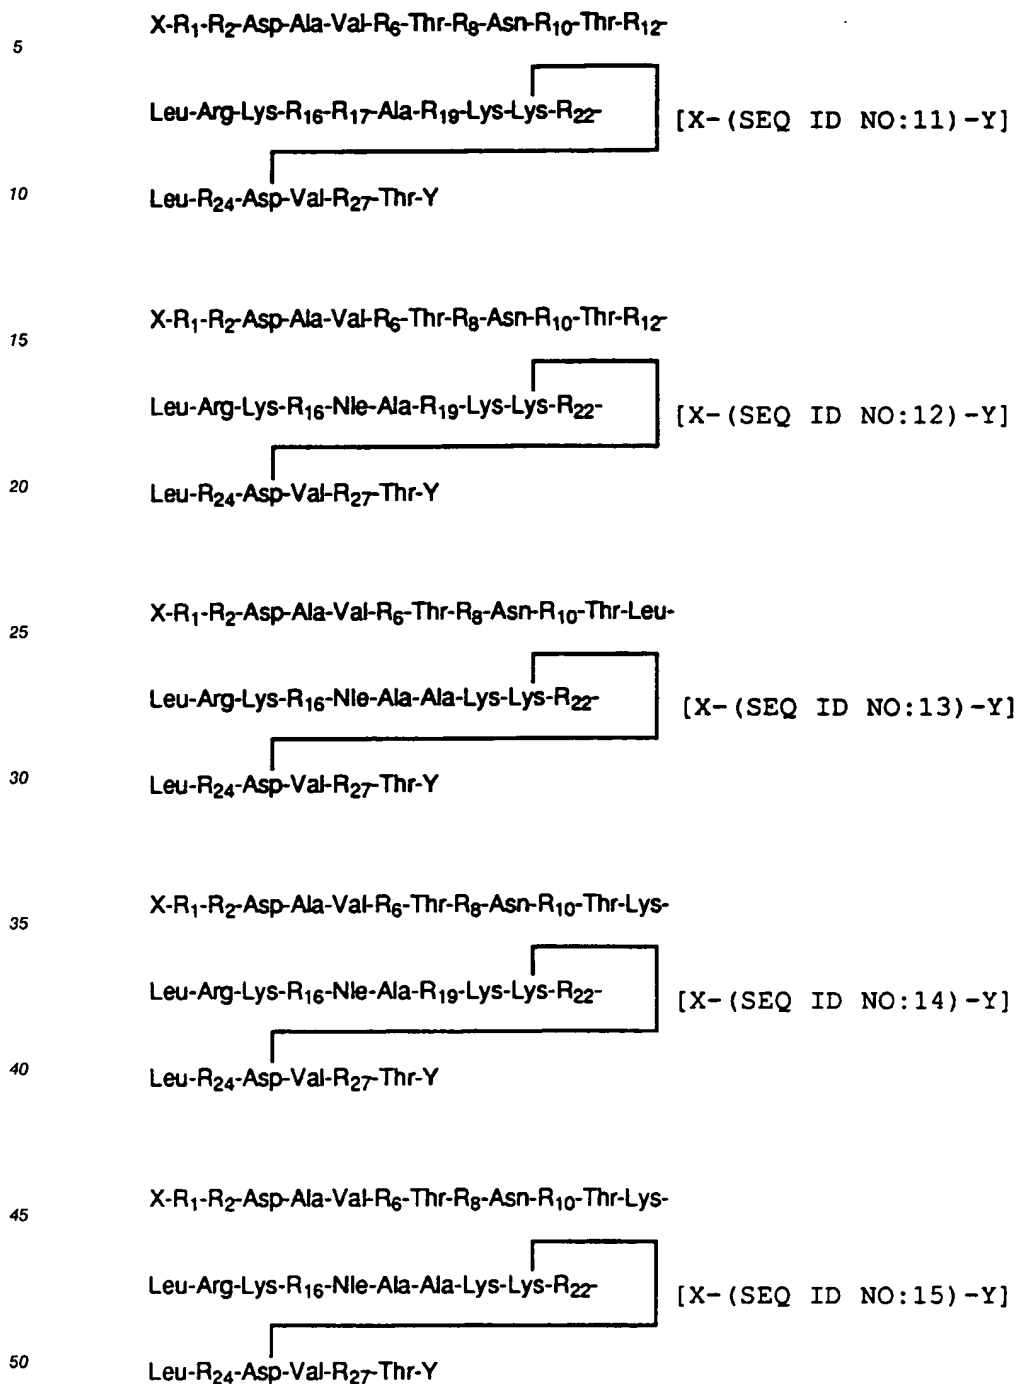 X-R1-R2-Asp-Ala-Val-R6-Thr-R8-Asn-R10-Thr-R12-
5
Leu-Arg-Lys-R16-R17-Ala-R19-Lys-Lys-R22- [X-(SEQ ID NO:11)-Y]
10 Leu-R24-Asp-Val-R27-Thr-Y
X-R1-R2-Asp-Ala-Val-R6-Thr-R8-Asn-R10-Thr-R12-
15
Leu-Arg-Lys-R16-Nle-Ala-R19-Lys-Lys-R22- [X-(SEQ ID NO:12)-Y]
20 Leu-R24-Asp-Val-R27-Thr-Y
X-R1-R2-Asp-Ala-Val-R6-Thr-R8-Asn-R10-Thr-Leu-
25
Leu-Arg-Lys-R16-Nle-Ala-Ala-Lys-Lys-R22- [X-(SEQ ID NO:13)-Y]
30 Leu-R24-Asp-Val-R27-Thr-Y
X-R1-R2-Asp-Ala-Val-R6-Thr-R8-Asn-R10-Thr-Lys-
35
Leu-Arg-Lys-R16-Nle-Ala-R19-Lys-Lys-R22- [X-(SEQ ID NO:14)-Y]
40 Leu-R24-Asp-Val-R27-Thr-Y
X-R1-R2-Asp-Ala-Val-R6-Thr-R8-Asn-R10-Thr-Lys-
45
Leu-Arg-Lys-R16-Nle-Ala-Ala-Lys-Lys-R22- [X-(SEQ ID NO:15)-Y]
50 Leu-R24-Asp-Val-R27-Thr-Y